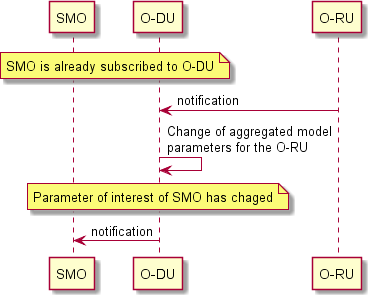 SMO O-DU O-RU
SMO is already subscribed to O-DU
notification
Change of aggregated model
parameters for the O-RU
Parameter of interest of SMO has chaged
notification
SMO O-DU O-RU